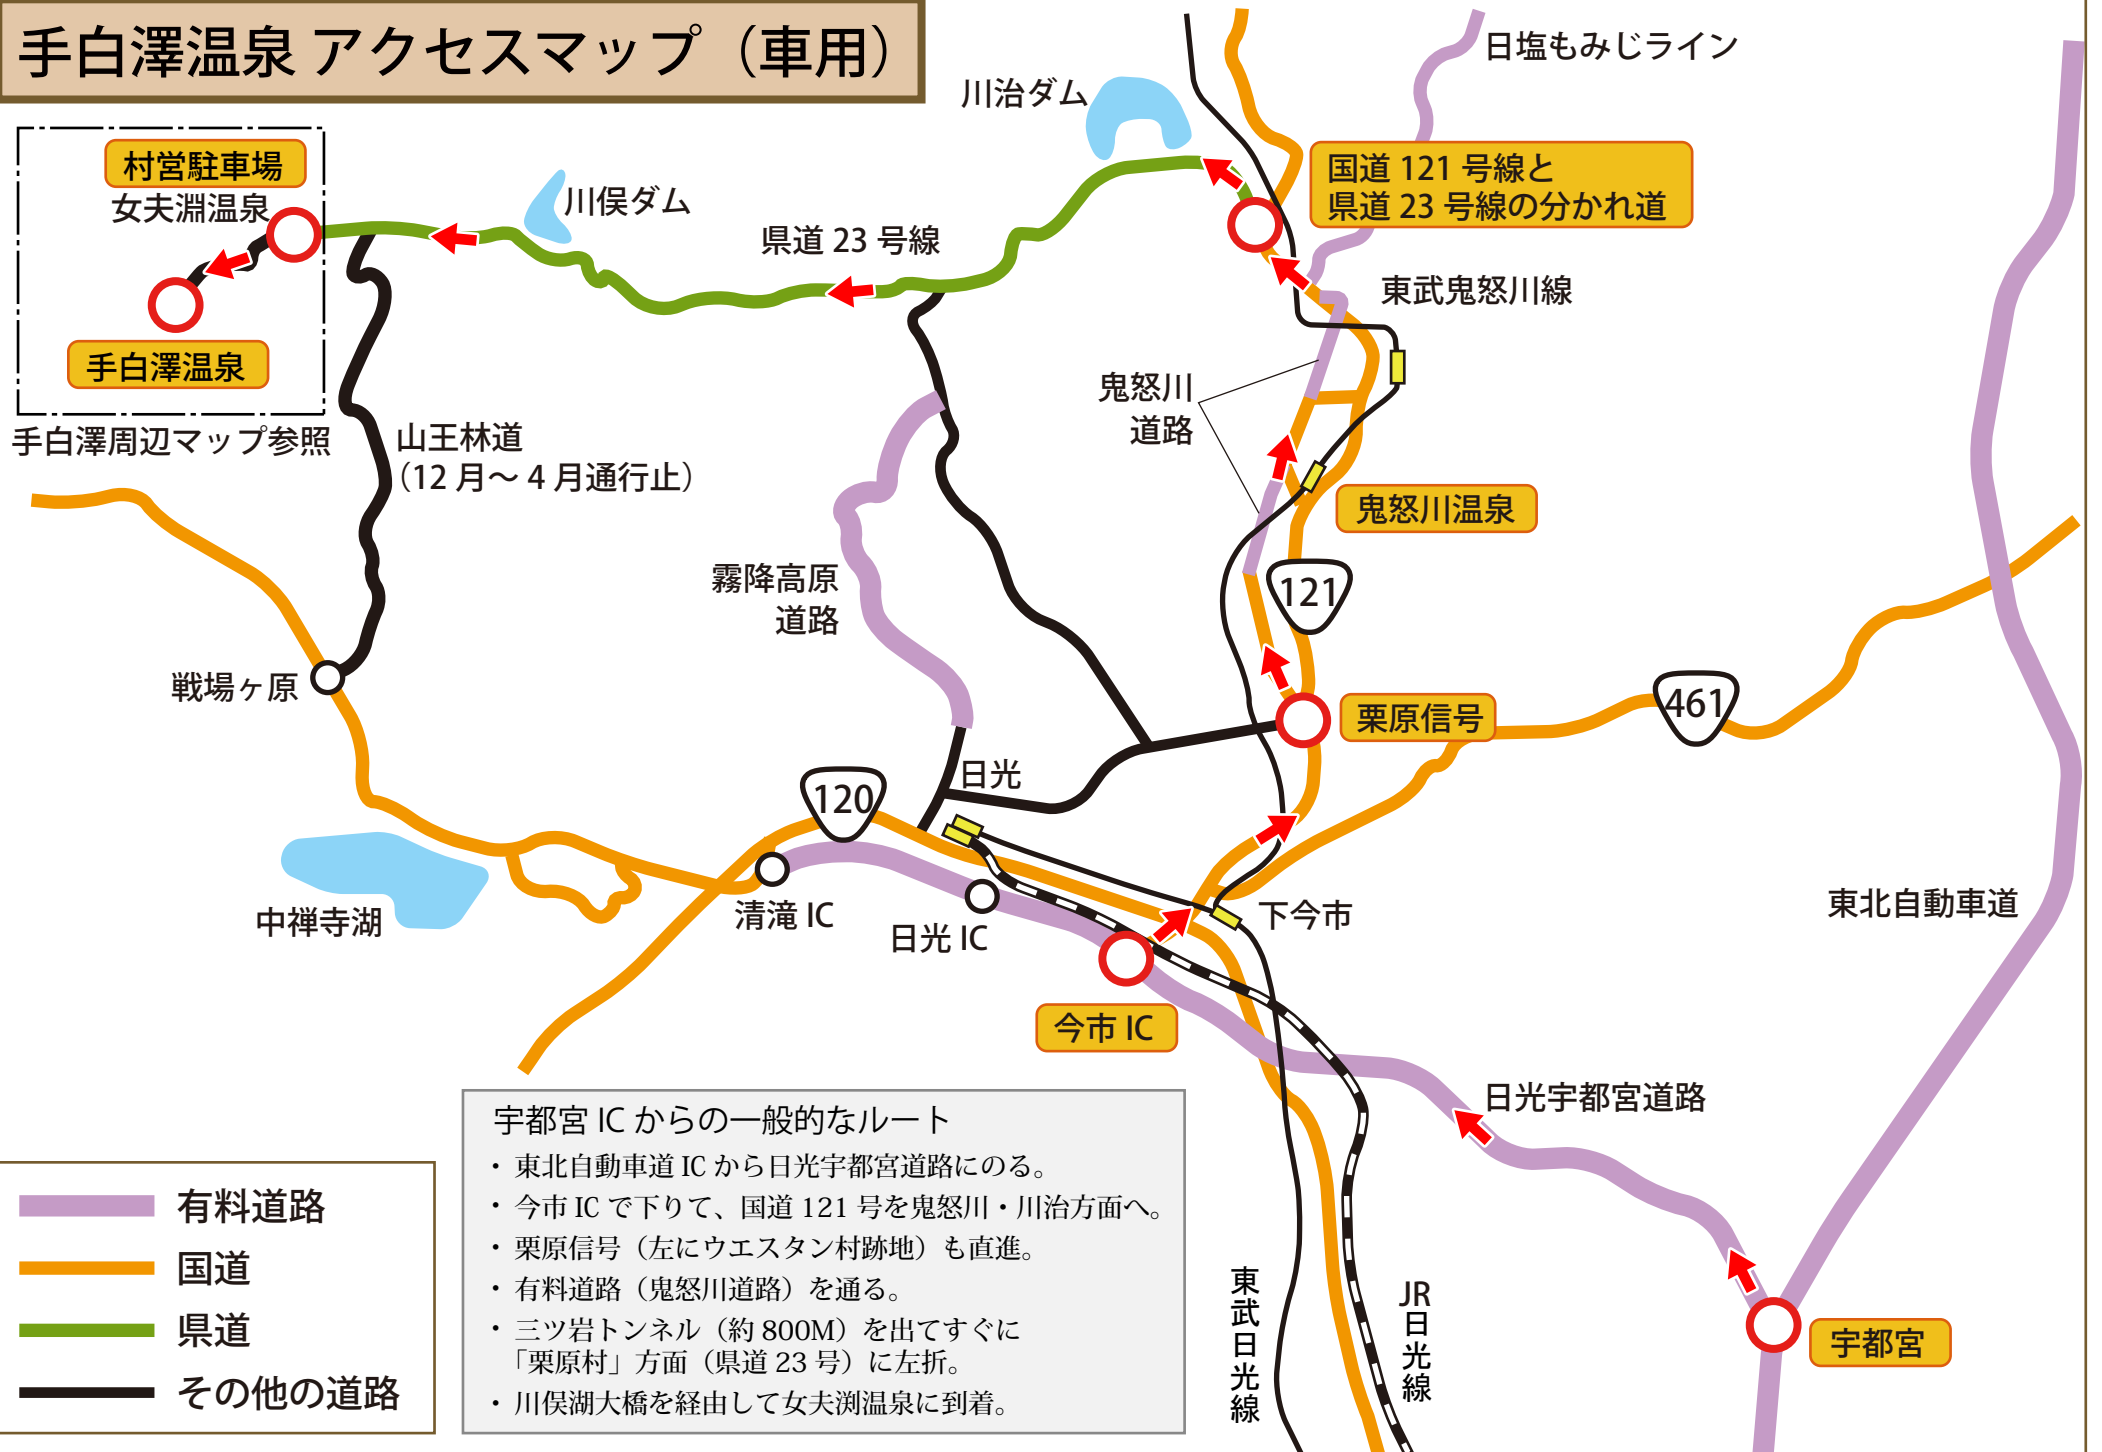 手白澤温泉 アクセスマップ（車用）
日塩もみじライン
川治ダム
村営駐車場
女夫淵温泉
川俣ダム
国道 121 号線と
県道 23 号線の分かれ道
県道 23 号線
東武鬼怒川線
手白澤温泉
鬼怒川
道路
手白澤周辺マップ参照
山王林道
（12 月〜 4 月通行止）
鬼怒川温泉
霧降高原
道路
121
戦場ヶ原
栗原信号
461
日光
120
中禅寺湖
清滝 IC
日光 IC
下今市
東北自動車道
今市 IC
日光宇都宮道路
宇都宮 IC からの一般的なルート
・ 東北自動車道 IC から日光宇都宮道路にのる。
・ 今市 IC で下りて、国道 121 号を鬼怒川・川治方面へ。
・ 栗原信号（左にウエスタン村跡地）も直進。
・ 有料道路（鬼怒川道路）を通る。
・ 三ツ岩トンネル（約 800M）を出てすぐに
「栗原村」方面（県道 23 号）に左折。
・ 川俣湖大橋を経由して女夫渕温泉に到着。
有料道路
国道
県道
その他の道路
東武日光線
JR日光線
宇都宮